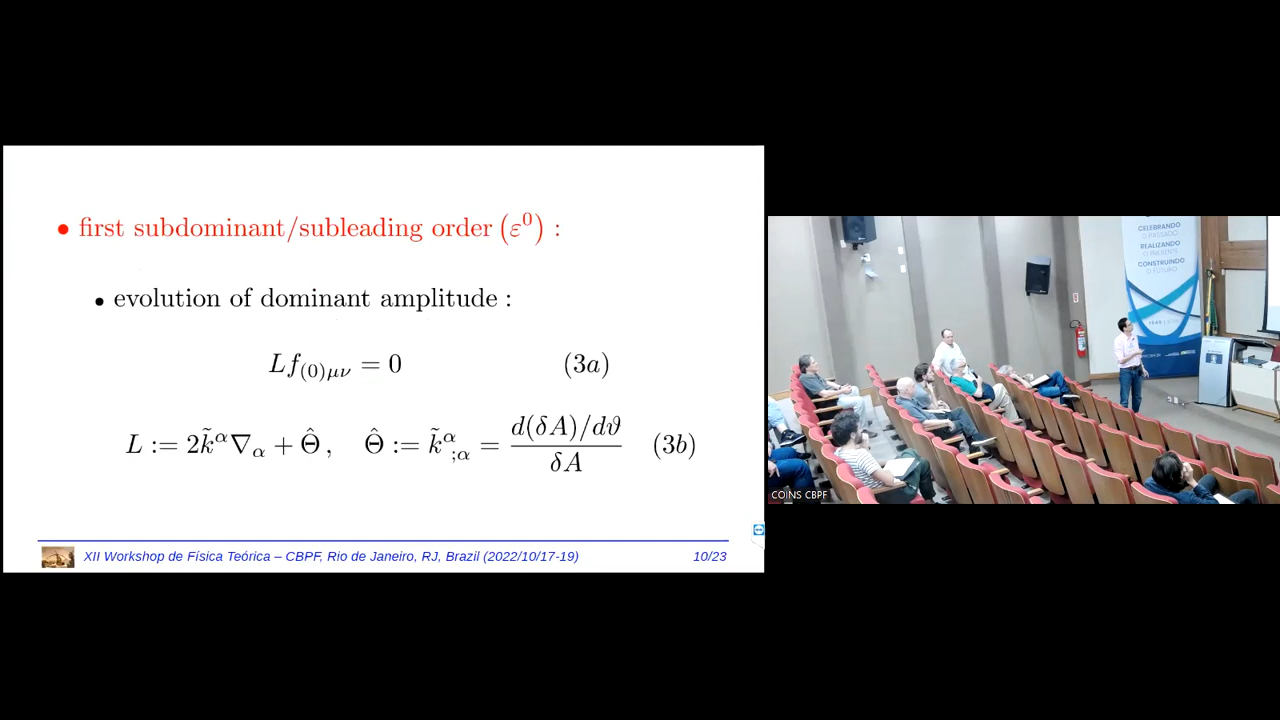 • first subdominant/subleading order (ε⁰) :
• evolution of dominant amplitude :
Lf₍₀₎μν = 0 (3a)
L := 2k̃^α ∇_α + Θ̂ , Θ̂ := k̃^α_;α = d(δA)/dϑ / δA (3b)
XII Workshop de Física Teórica – CBPF, Rio de Janeiro, RJ, Brazil (2022/10/17-19) 10/23
CELEBRANDO
O PASSADO
REALIZANDO
O PRESENTE
CONSTRUINDO
O FUTURO
COINS CBPF